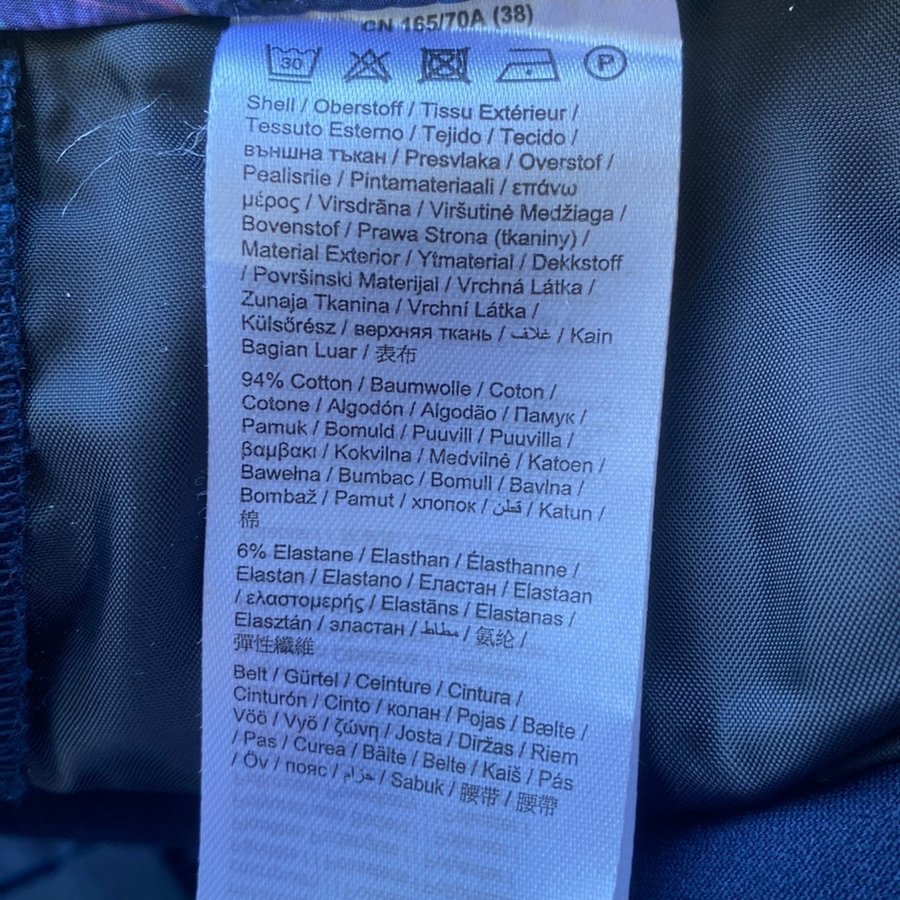 CN 165/70A (38)
30
P
Shell / Oberstoff / Tissu Extérieur /
Tessuto Esterno / Tejido / Tecido /
външна тъкан / Presvlaka / Overstof /
Pealisriie / Pintamateriaali / επάνω
μέρος / Virsdrāna / Viršutinė Medžiaga /
Bovenstof / Prawa Strona (tkaniny) /
Material Exterior / Ytmaterial / Dekkstoff
/ Površinski Materijal / Vrchná Látka /
Zunaja Tkanina / Vrchní Látka /
Külsőrész / верхняя ткань / غلاف / Kain
Bagian Luar / 表布
94% Cotton / Baumwolle / Coton /
Cotone / Algodón / Algodão / Памук /
Pamuk / Bomuld / Puuvill / Puuvilla /
βαμβακι / Kokvilna / Medvilnė / Katoen /
Bawełna / Bumbac / Bomull / Bavlna /
Bombaž / Pamut / хлопок / قطن / Katun /
棉
6% Elastane / Elasthan / Élasthanne /
Elastan / Elastano / Еластан / Elastaan
/ ελαστομερής / Elastāns / Elastanas /
Elasztán / эластан / مطاط / 氨纶 /
彈性纖維
Belt / Gürtel / Ceinture / Cintura /
Cinturón / Cinto / колан / Pojas / Bælte /
Vöö / Vyö / ζώνη / Josta / Diržas / Riem
/ Pas / Curea / Bälte / Belte / Kaiš / Pás
/ Öv / пояс / حزام / Sabuk / 腰带 / 腰帶